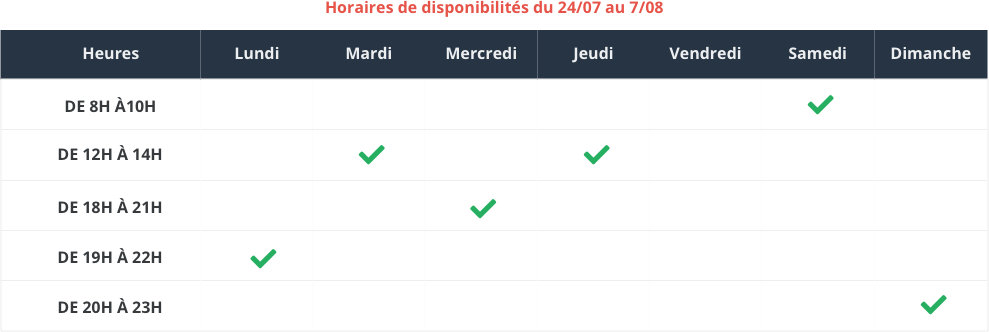 Horaires de disponibilités du 24/07 au 7/08
Heures Lundi Mardi Mercredi Jeudi Vendredi Samedi Dimanche
DE 8H À10H
DE 12H À 14H
DE 18H À 21H
DE 19H À 22H
DE 20H À 23H